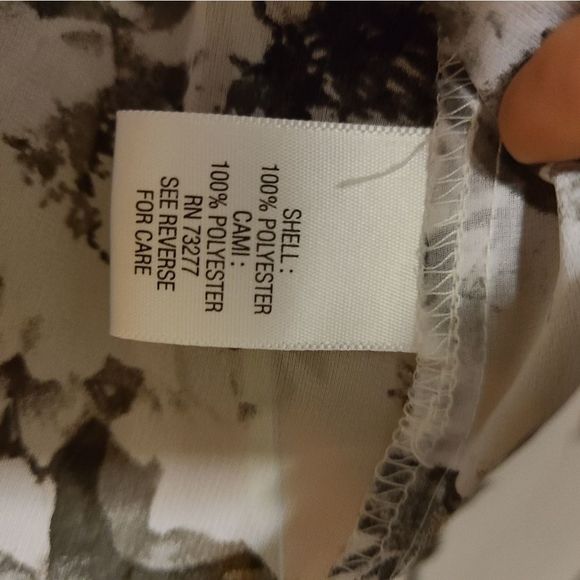 SHELL :
100% POLYESTER
CAMI :
100% POLYESTER
RN 73277
SEE REVERSE
FOR CARE